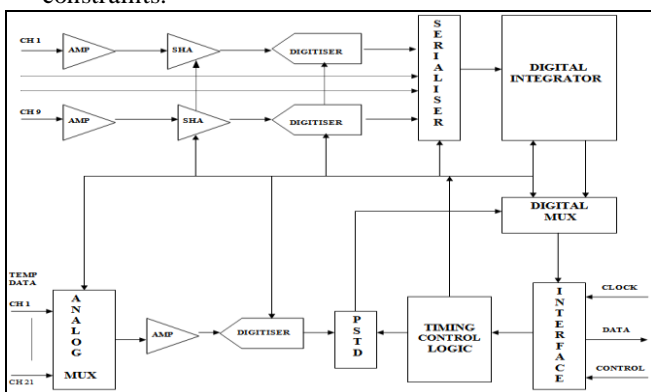 constraints.
CH 1
AMP
SHA
DIGITISER
SERIALISER
DIGITAL
INTEGRATOR
CH 9
AMP
SHA
DIGITISER
DIGITAL
MUX
TEMP
DATA
CH 1
CH 21
ANALOG
MUX
AMP
DIGITISER
PSTD
TIMING
CONTROL
LOGIC
INTERFACE
CLOCK
DATA
CONTROL